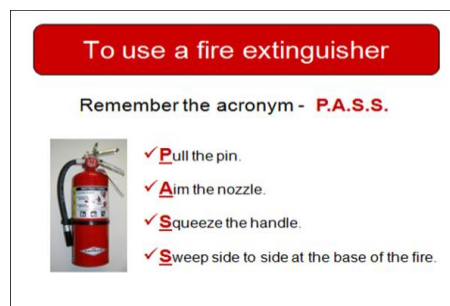 To use a fire extinguisher
Remember the acronym - P.A.S.S.
✓Pull the pin.
✓Aim the nozzle.
✓Squeeze the handle.
✓Sweep side to side at the base of the fire.